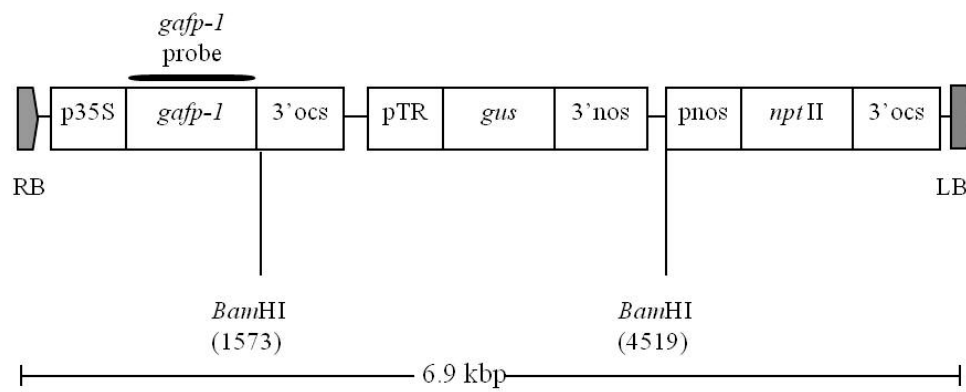 gafp-1
probe
p35S gafp-1 3'ocs pTR gus 3'nos pnos nptII 3'ocs
RB LB
BamHI BamHI
(1573) (4519)
6.9 kbp